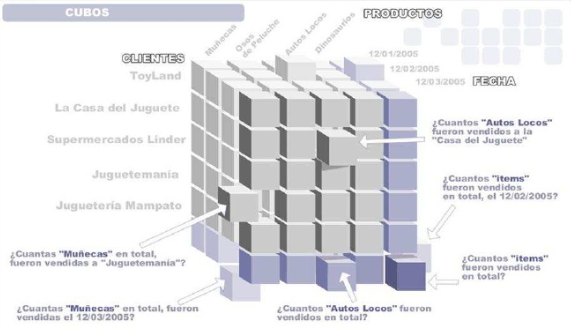 CUBOS
PRODUCTOS
Muñecas
Osos
de Peluche
Autos Locos
Dinosaurios
CLIENTES
12/01/2005
12/02/2005
12/03/2005
FECHA
ToyLand
La Casa del Juguete
Supermercados Linder
Juguetemanía
Juguetería Mampato
¿Cuantos "Autos Locos"
fueron vendidos a la
"Casa del Juguete"
¿Cuantos "items"
fueron vendidos
en total, el 12/02/2005?
¿Cuantas "Muñecas" en total,
fueron vendidas a "Juguetemanía"?
¿Cuantos "items"
fueron vendidos
en total?
¿Cuantas "Muñecas" en total, fueron
vendidas el 12/03/2005?
¿Cuantos "Autos Locos" fueron
vendidos en total?